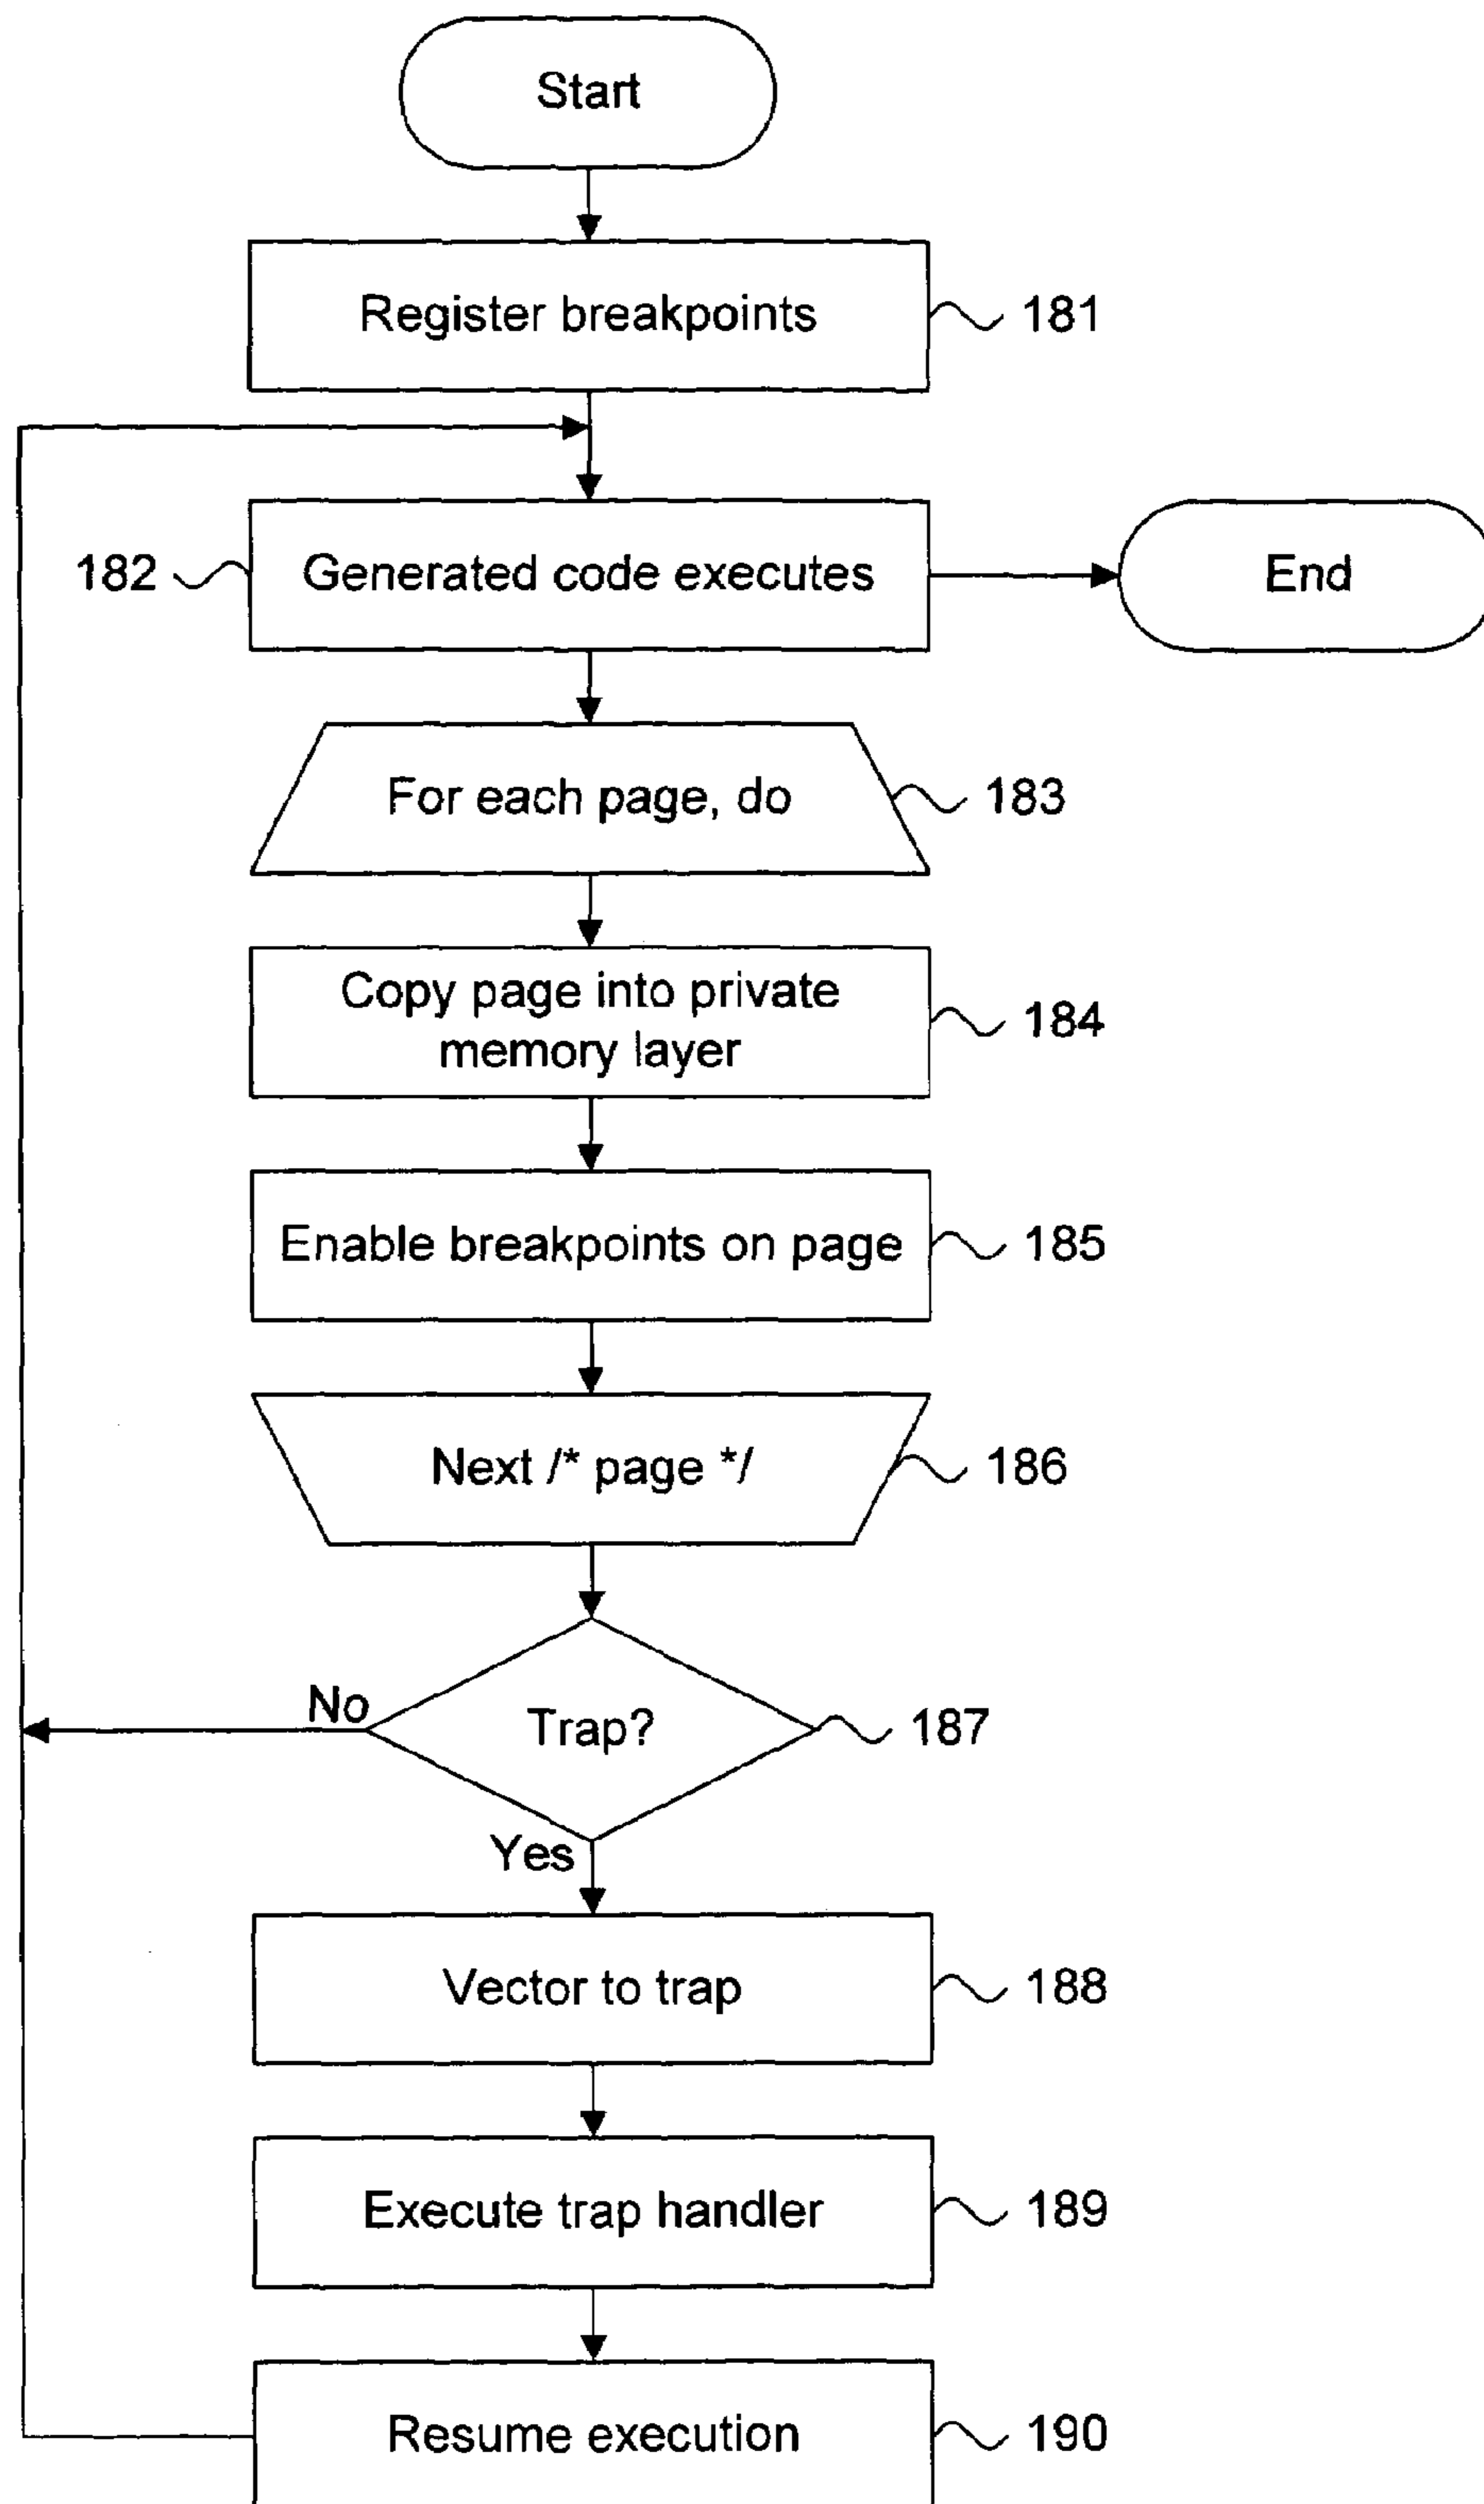 Start
Register breakpoints
181
182
Generated code executes
End
For each page, do
183
Copy page into private
memory layer
184
Enable breakpoints on page
185
Next /* page */
186
No
Trap?
187
Yes
Vector to trap
188
Execute trap handler
189
Resume execution
190